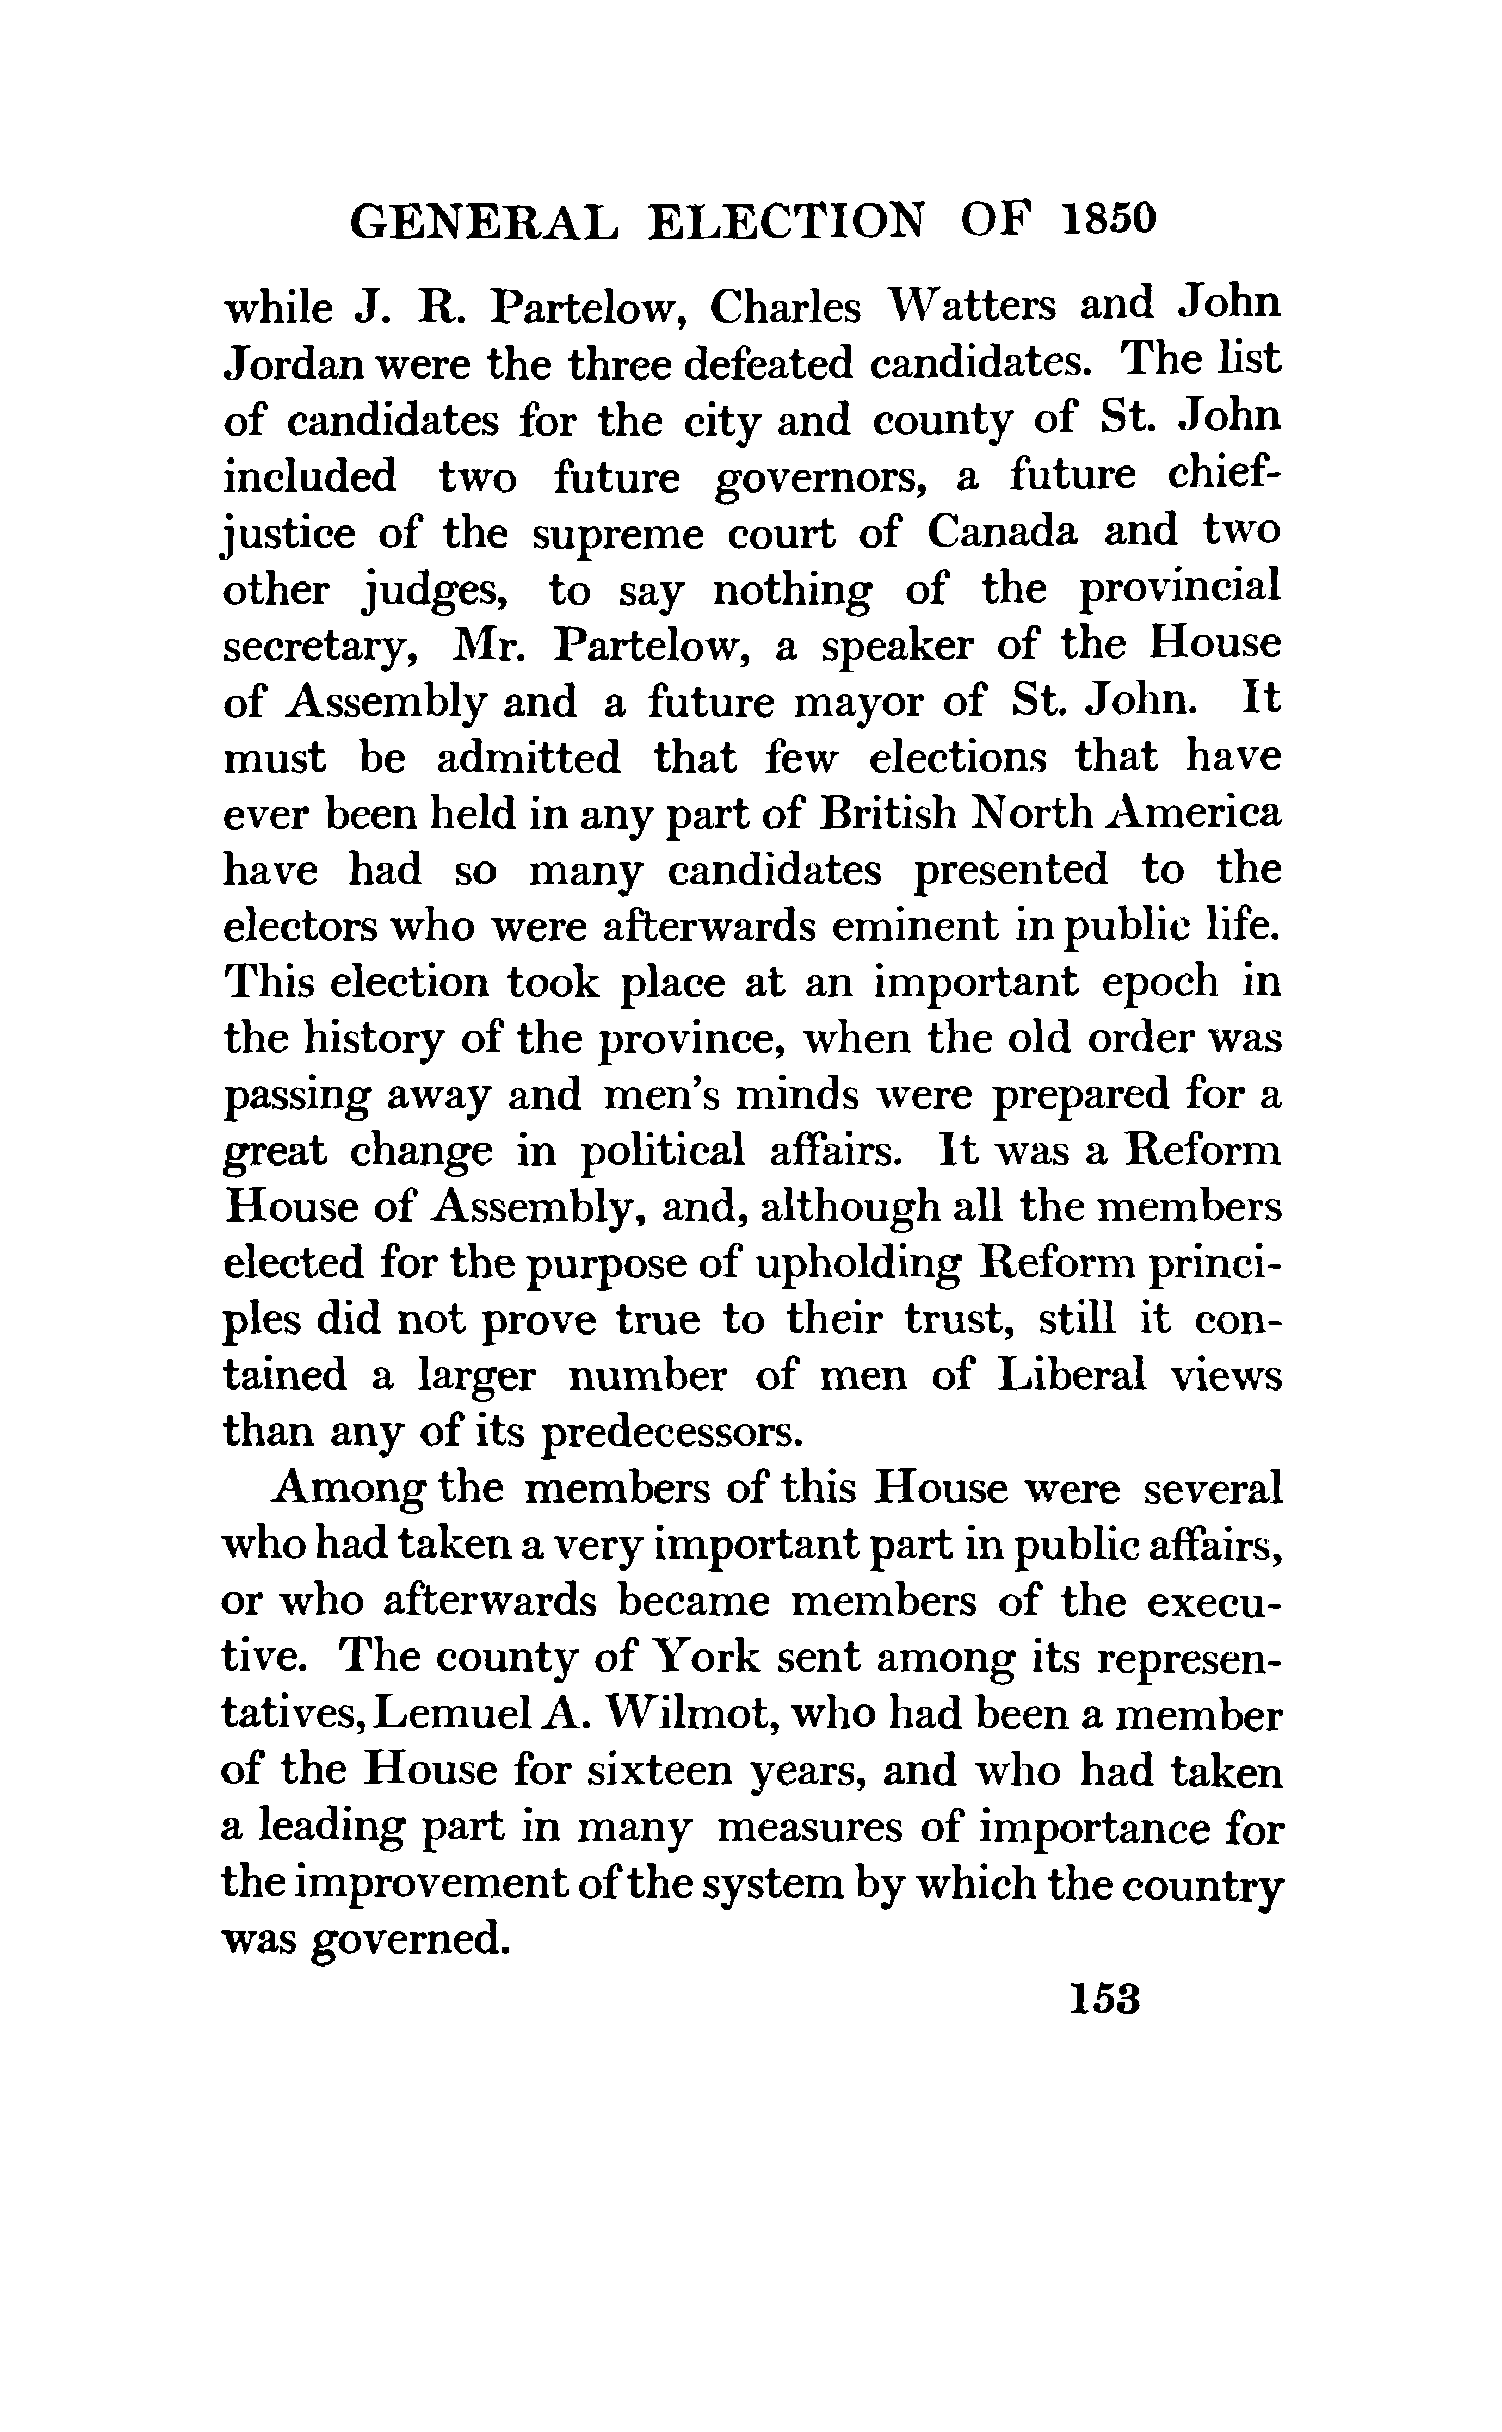 GENERAL ELECTION OF 1850
while J. R. Partelow, Charles Watters and John
Jordan were the three defeated candidates. The list
of candidates for the city and county of St. John
included two future governors, a future chief-
justice of the supreme court of Canada and two
other judges, to say nothing of the provincial
secretary, Mr. Partelow, a speaker of the House
of Assembly and a future mayor of St. John. It
must be admitted that few elections that have
ever been held in any part of British North America
have had so many candidates presented to the
electors who were afterwards eminent in public life.
This election took place at an important epoch in
the history of the province, when the old order was
passing away and men's minds were prepared for a
great change in political affairs. It was a Reform
House of Assembly, and, although all the members
elected for the purpose of upholding Reform princi-
ples did not prove true to their trust, still it con-
tained a larger number of men of Liberal views
than any of its predecessors.
Among the members of this House were several
who had taken a very important part in public affairs,
or who afterwards became members of the execu-
tive. The county of York sent among its represen-
tatives, Lemuel A. Wilmot, who had been a member
of the House for sixteen years, and who had taken
a leading part in many measures of importance for
the improvement of the system by which the country
was governed.
153